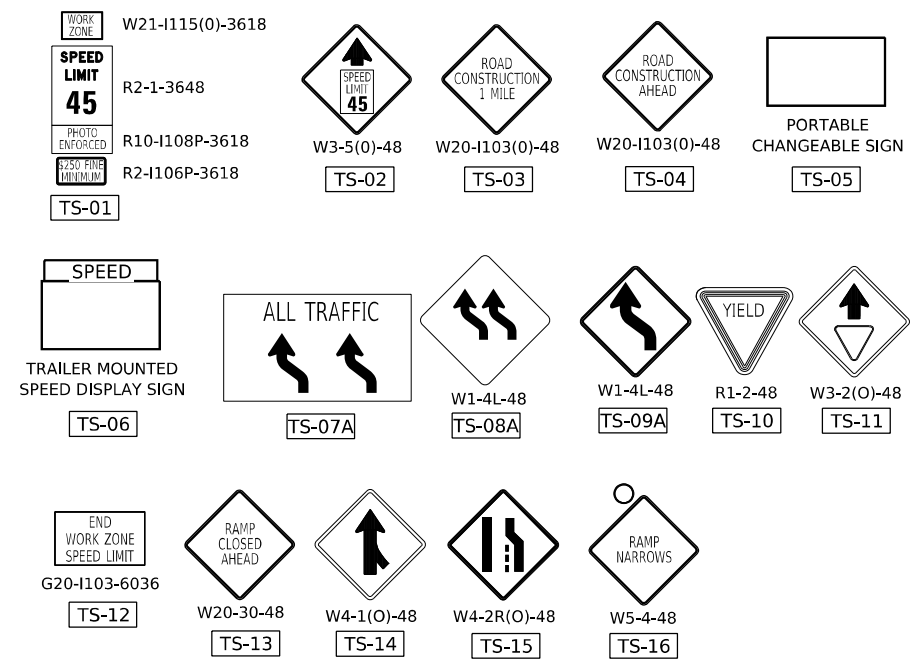 WORK
ZONE
W21-I115(0)-3618
SPEED
LIMIT
45
R2-1-3648
PHOTO
ENFORCED
R10-I108P-3618
$250 FINE
MINIMUM
R2-I106P-3618
TS-01
SPEED
LIMIT
45
W3-5(0)-48
TS-02
ROAD
CONSTRUCTION
1 MILE
W20-I103(0)-48
TS-03
ROAD
CONSTRUCTION
AHEAD
W20-I103(0)-48
TS-04
PORTABLE
CHANGEABLE SIGN
TS-05
SPEED
TRAILER MOUNTED
SPEED DISPLAY SIGN
TS-06
ALL TRAFFIC
TS-07A
W1-4L-48
TS-08A
W1-4L-48
TS-09A
YIELD
R1-2-48
TS-10
W3-2(O)-48
TS-11
END
WORK ZONE
SPEED LIMIT
G20-I103-6036
TS-12
RAMP
CLOSED
AHEAD
W20-30-48
TS-13
W4-1(O)-48
TS-14
W4-2R(O)-48
TS-15
RAMP
NARROWS
W5-4-48
TS-16